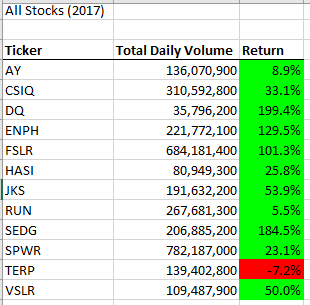 All Stocks (2017)
Ticker Total Daily Volume Return
AY 136,070,900 8.9%
CSIQ 310,592,800 33.1%
DQ 35,796,200 199.4%
ENPH 221,772,100 129.5%
FSLR 684,181,400 101.3%
HASI 80,949,300 25.8%
JKS 191,632,200 53.9%
RUN 267,681,300 5.5%
SEDG 206,885,200 184.5%
SPWR 782,187,000 23.1%
TERP 139,402,800 -7.2%
VSLR 109,487,900 50.0%